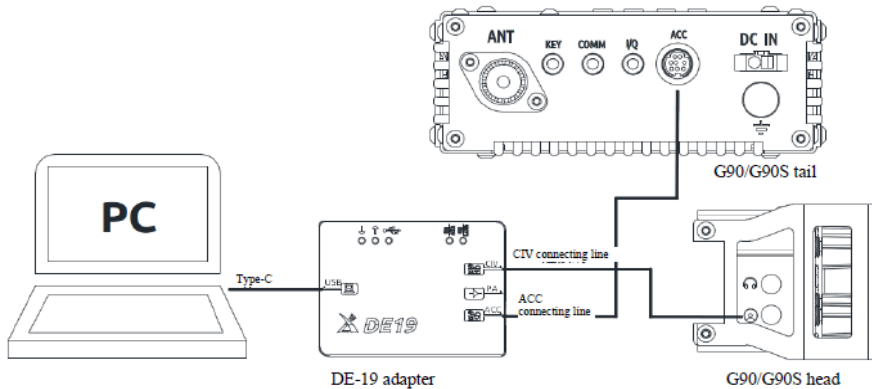 ANT
KEY
COMM
I/Q
ACC
DC IN
G90/G90S tail
PC
Type-C
USB
CIV
PA
ACC
DE19
CIV connecting line
ACC
connecting line
DE-19 adapter
G90/G90S head